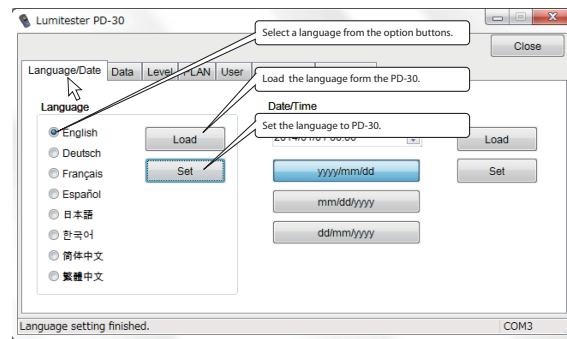 Lumitester PD-30
Select a language from the option buttons.
Close
Language/Date Data Level PLAN User
Load the language form the PD-30.
Language
Date/Time
Set the language to PD-30.
English
Deutsch
Français
Español
日本語
한국어
简体中文
繁體中文
Load
Set
yyyy/mm/dd
mm/dd/yyyy
dd/mm/yyyy
Load
Set
Language setting finished.
COM3